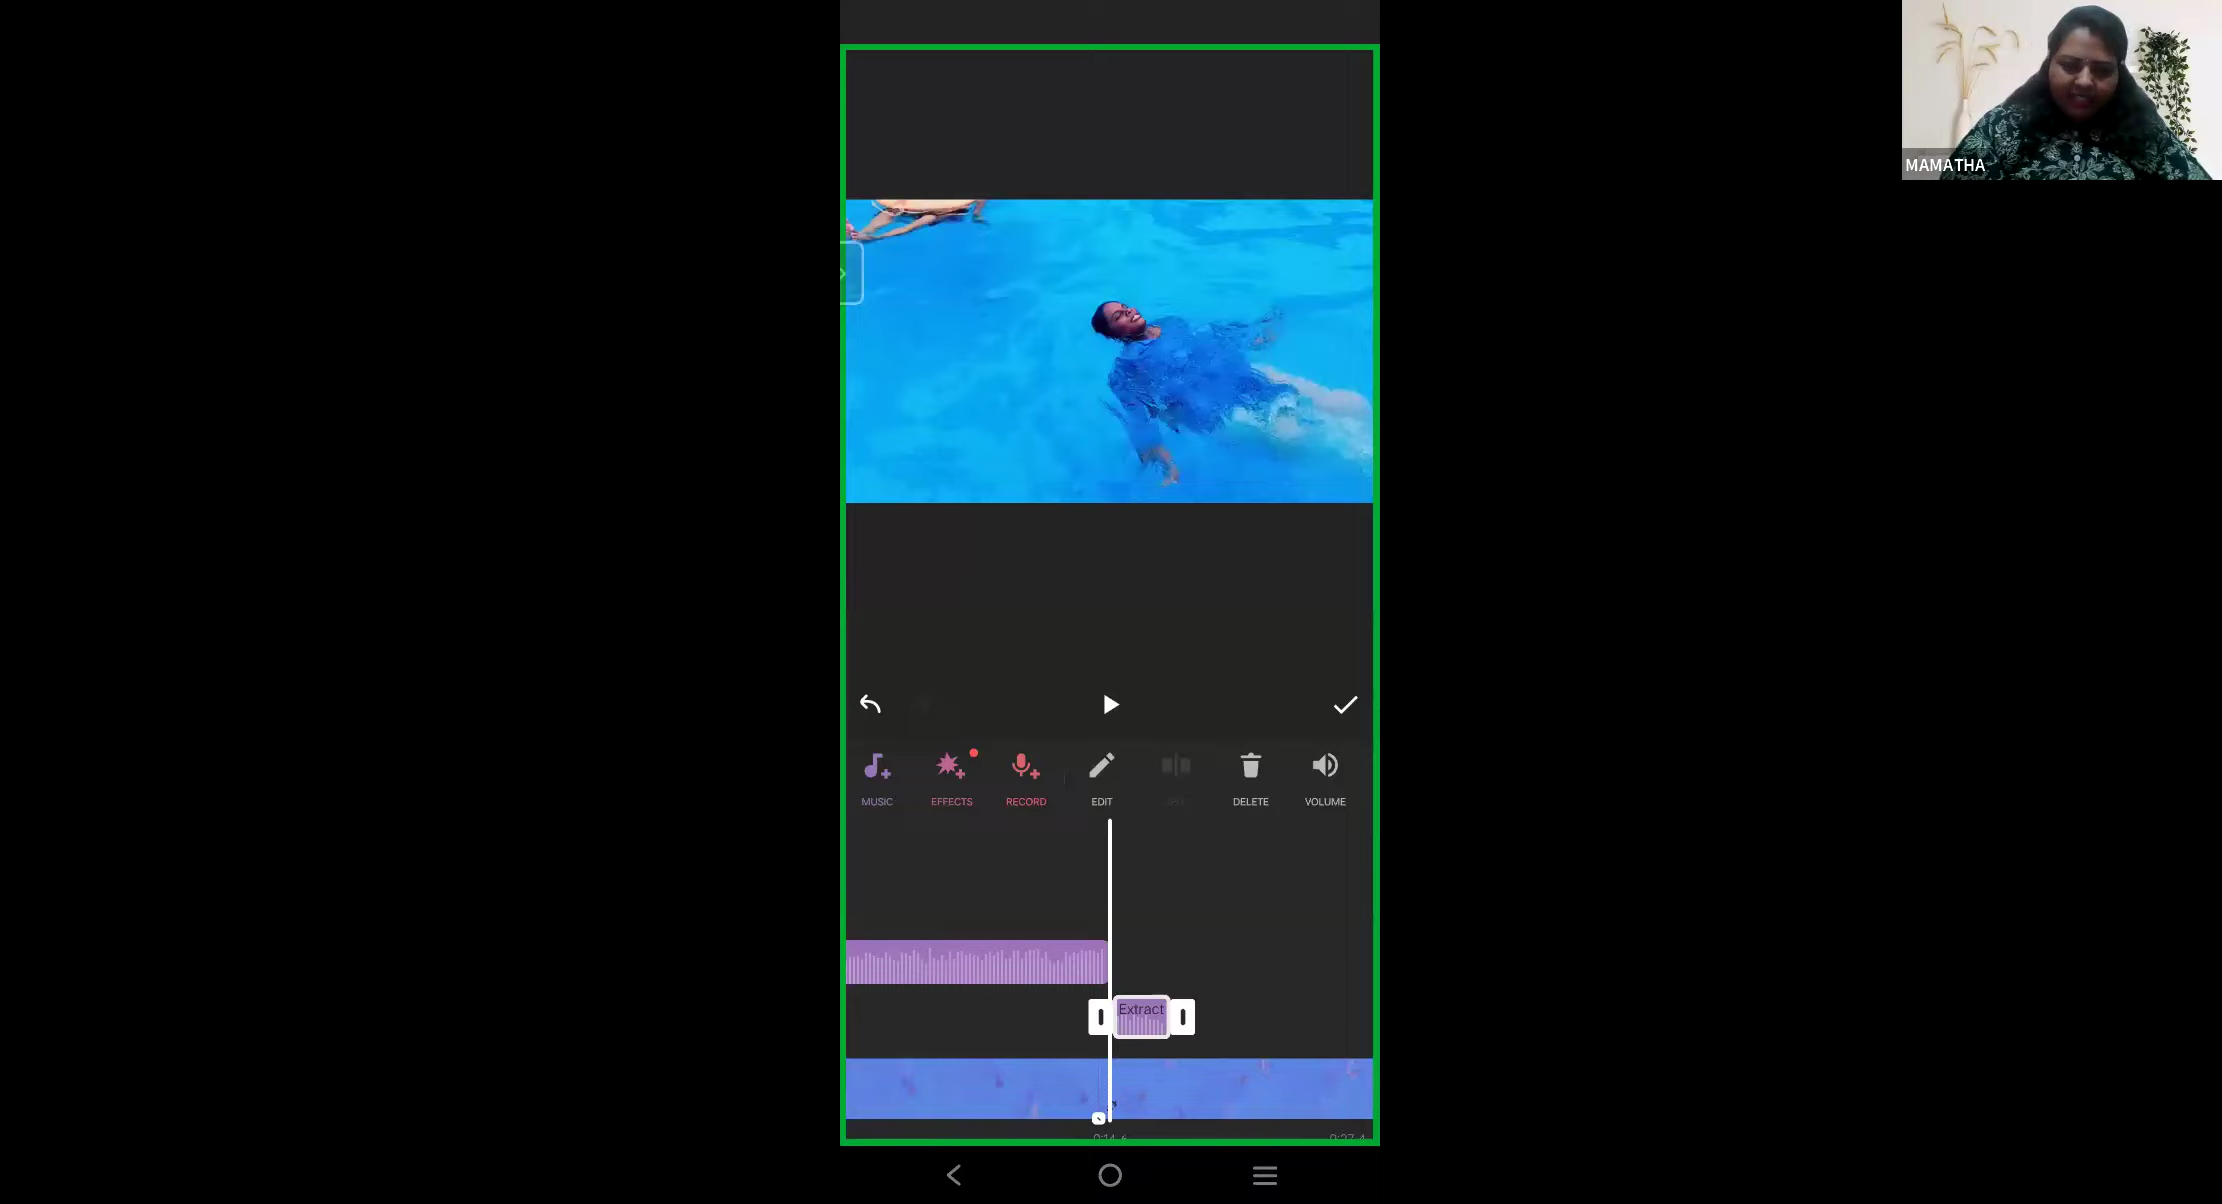 MAMATHA
MUSIC
EFFECTS
RECORD
EDIT
DELETE
VOLUME
Extract